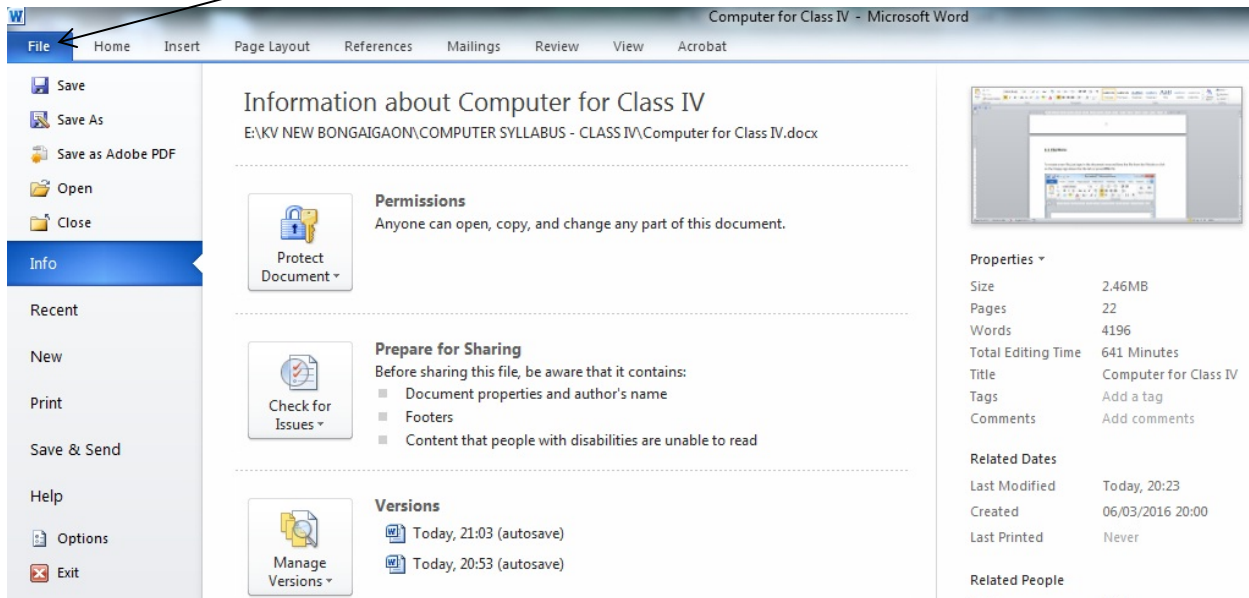 Computer for Class IV - Microsoft Word
File Home Insert Page Layout References Mailings Review View Acrobat
Save
Save As
Save as Adobe PDF
Open
Close
Info
Recent
New
Print
Save & Send
Help
Options
Exit
Information about Computer for Class IV
E:\KV NEW BONGAIGAON\COMPUTER SYLLABUS - CLASS IV\Computer for Class IV.docx
Protect
Document
Permissions
Anyone can open, copy, and change any part of this document.
Check for
Issues
Prepare for Sharing
Before sharing this file, be aware that it contains:
Document properties and author's name
Footers
Content that people with disabilities are unable to read
Manage
Versions
Versions
Today, 21:03 (autosave)
Today, 20:53 (autosave)
Properties
Size 2.46MB
Pages 22
Words 4196
Total Editing Time 641 Minutes
Title Computer for Class IV
Tags Add a tag
Comments Add comments
Related Dates
Last Modified Today, 20:23
Created 06/03/2016 20:00
Last Printed Never
Related People